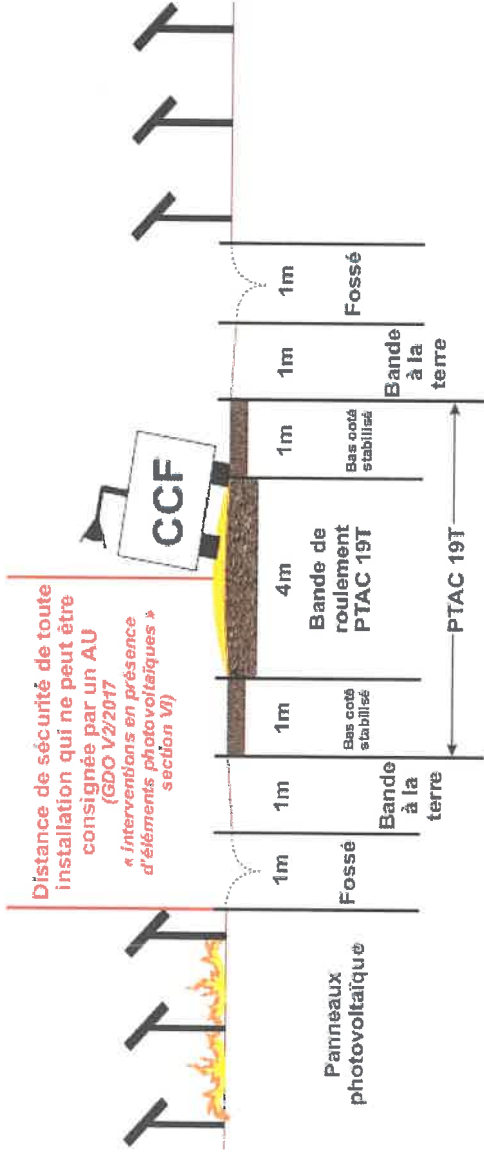 Distance de sécurité de toute
installation qui ne peut être
consignée par un AU
(GDO V2/2017
« interventions en présence
d'éléments photovoltaïques »
section VI)
CCF
Panneaux
photovoltaïque
1m
Fossé
1m
Bande
à la
terre
1m
Bas coté
stabilisé
4m
Bande de
roulement
PTAC 19T
1m
Bas coté
stabilisé
1m
Bande
à la
terre
1m
Fossé
PTAC 19T